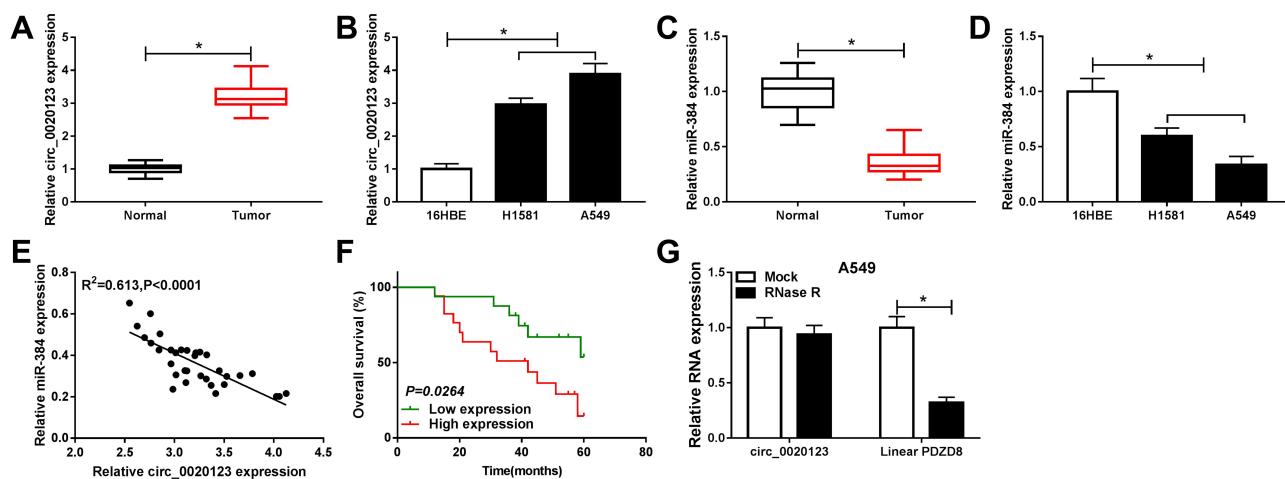 A
Relative circ_0020123 expression
5
4
3
2
1
0
*
Normal
Tumor
B
Relative circ_0020123 expression
5
4
3
2
1
0
*
16HBE
H1581
A549
C
Relative miR-384 expression
1.5
1.0
0.5
0.0
*
Normal
Tumor
D
Relative miR-384 expression
1.5
1.0
0.5
0.0
*
16HBE
H1581
A549
E
Relative miR-384 expression
0.8
0.6
0.4
0.2
0.0
R²=0.613,P<0.0001
2.0
2.5
3.0
3.5
4.0
4.5
Relative circ_0020123 expression
F
Overall survival (%)
100
50
0
P=0.0264
Low expression
High expression
0
20
40
60
80
Time(months)
G
A549
Relative RNA expression
1.5
1.0
0.5
0.0
Mock
RNase R
*
circ_0020123
Linear PDZD8